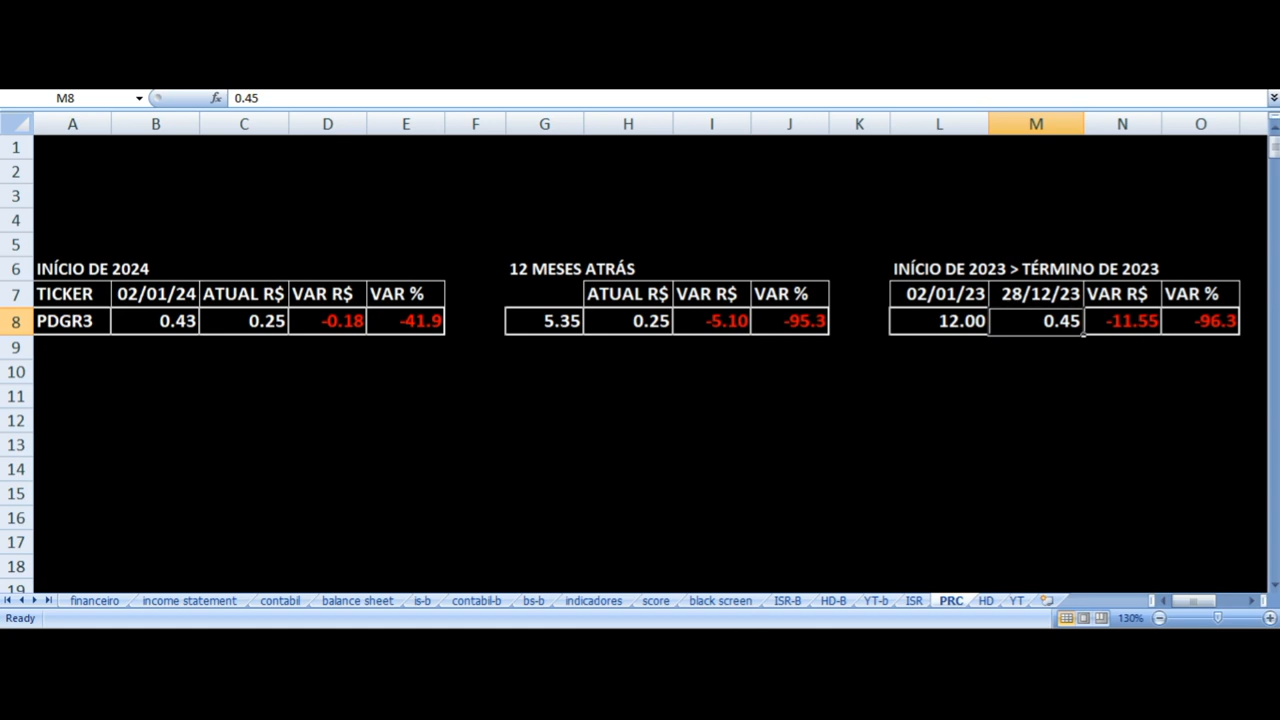 M8 fx 0.45
A B C D E F G H I J K L M N O
1
2
3
4
5
6 INÍCIO DE 2024 12 MESES ATRÁS INÍCIO DE 2023 > TÉRMINO DE 2023
7 TICKER 02/01/24 ATUAL R$ VAR R$ VAR % ATUAL R$ VAR R$ VAR % 02/01/23 28/12/23 VAR R$ VAR %
8 PDGR3 0.43 0.25 -0.18 -41.9 5.35 0.25 -5.10 -95.3 12.00 0.45 -11.55 -96.3
9
10
11
12
13
14
15
16
17
18
19
financeiro income statement contabil balance sheet is-b contabil-b bs-b indicadores score black screen ISR-B HD-B YT-b ISR PRC HD YT
Ready 130%